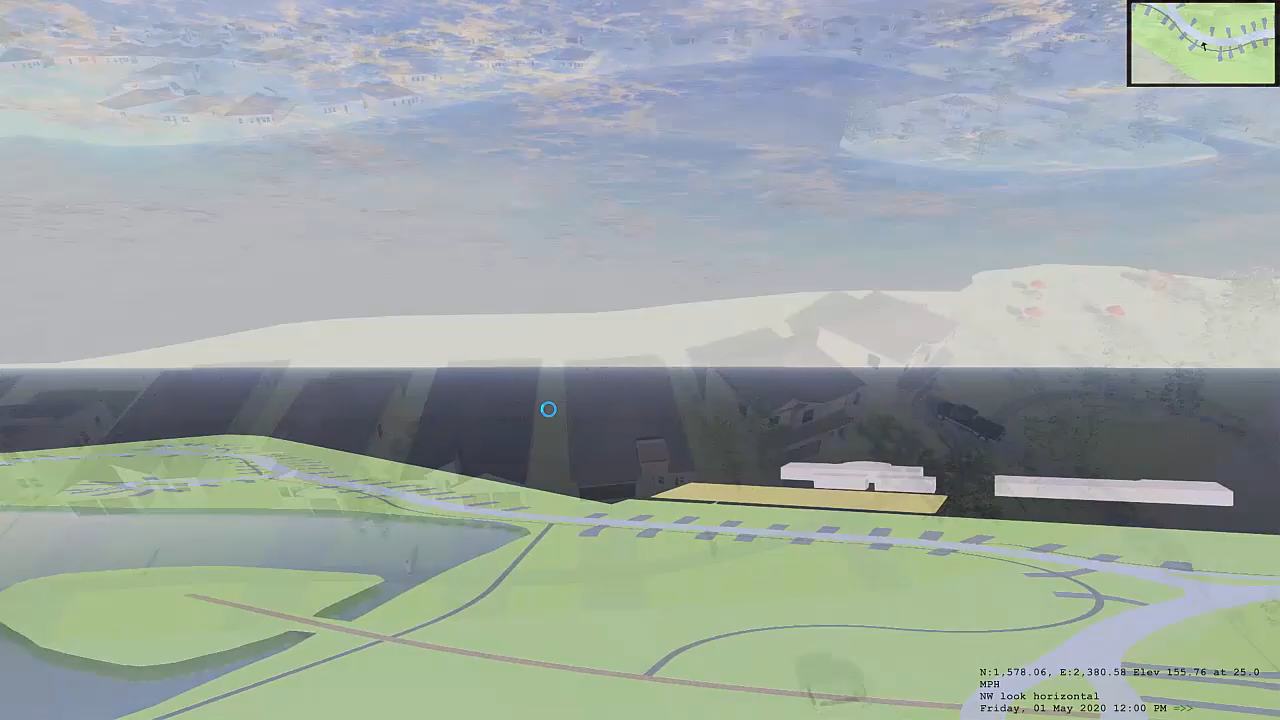 N:1,578.06, E:2,380.58 Elev 155.76 at 25.0
MPH
NW look horizontal
Friday, 01 May 2020 12:00 PM =>>